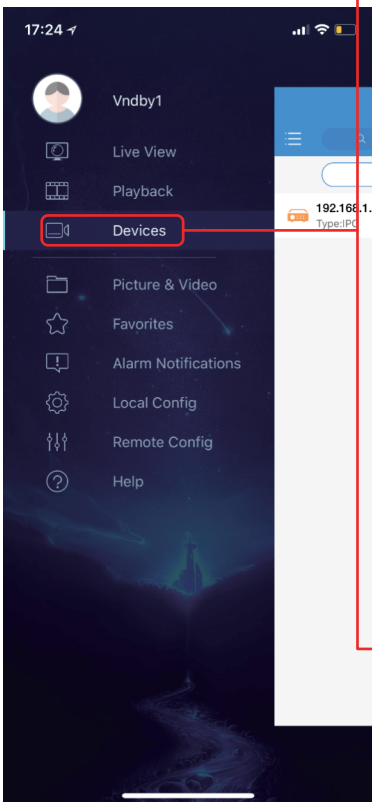 17:24
Vndby1
Live View
Playback
192.168.1.
Devices
Type:IPC
Picture & Video
Favorites
Alarm Notifications
Local Config
Remote Config
Help